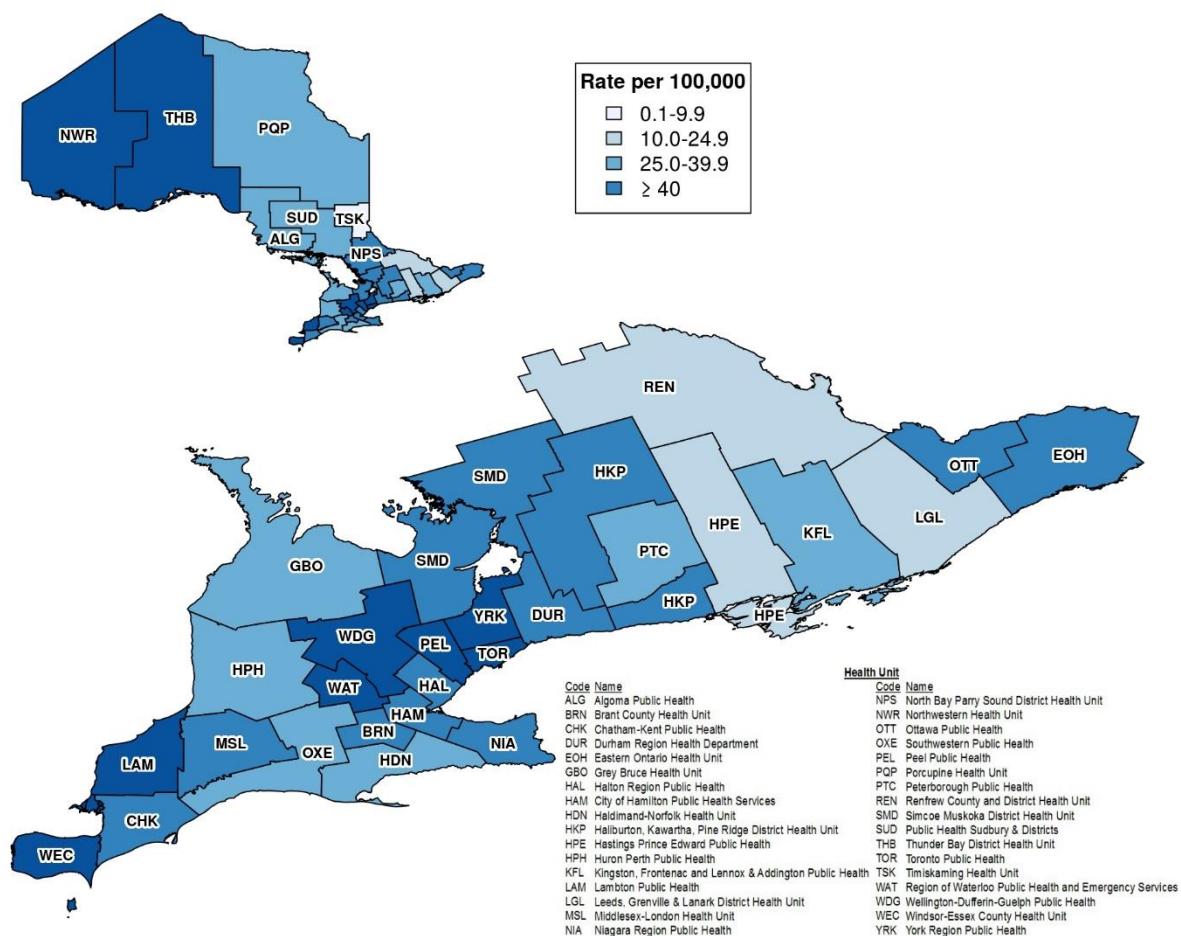 Rate per 100,000
0.1-9.9
10.0-24.9
25.0-39.9
≥ 40
NWR
THB
PQP
SUD
TSK
ALG
NPS
REN
SMD
HKP
OTT
EOH
HPE
LGL
KFL
PTC
GBO
SMD
YRK
DUR
HKP
HPE
WDG
PEL
TOR
HPH
WAT
HAL
HAM
MSL
BRN
NIA
OXE
HDN
LAM
CHK
WEC
Health Unit
Code Name
ALG Algoma Public Health
BRN Brant County Health Unit
CHK Chatham-Kent Public Health
DUR Durham Region Health Department
EOH Eastern Ontario Health Unit
GBO Grey Bruce Health Unit
HAL Halton Region Public Health
HAM City of Hamilton Public Health Services
HDN Haldimand-Norfolk Health Unit
HKP Haliburton, Kawartha, Pine Ridge District Health Unit
HPE Hastings Prince Edward Public Health
HPH Huron Perth Public Health
KFL Kingston, Frontenac and Lennox & Addington Public Health
LAM Lambton Public Health
LGL Leeds, Grenville & Lanark District Health Unit
MSL Middlesex-London Health Unit
NIA Niagara Region Public Health
Code Name
NPS North Bay Parry Sound District Health Unit
NWR Northwestern Health Unit
OTT Ottawa Public Health
OXE Southwestern Public Health
PEL Peel Public Health
PQP Porcupine Health Unit
PTC Peterborough Public Health
REN Renfrew County and District Health Unit
SMD Simcoe Muskoka District Health Unit
SUD Public Health Sudbury & Districts
THB Thunder Bay District Health Unit
TOR Toronto Public Health
TSK Timiskaming Health Unit
WAT Region of Waterloo Public Health and Emergency Services
WDG Wellington-Dufferin-Guelph Public Health
WEC Windsor-Essex County Health Unit
YRK York Region Public Health